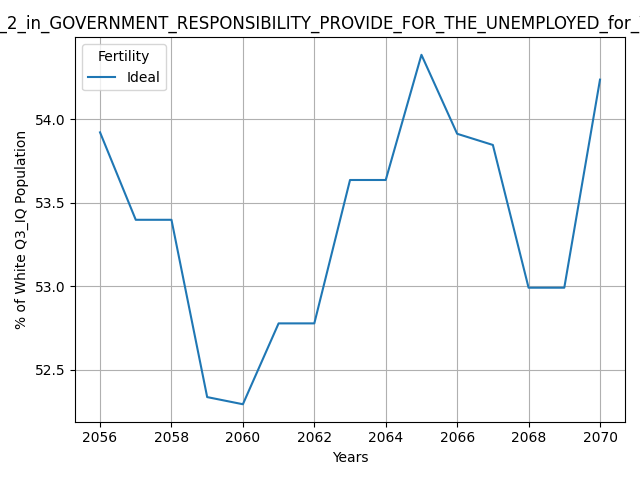 _2_in_GOVERNMENT_RESPONSIBILITY_PROVIDE_FOR_THE_UNEMPLOYED_for_
Fertility
Ideal
% of White Q3_IQ Population
54.0
53.5
53.0
52.5
2056 2058 2060 2062 2064 2066 2068 2070
Years